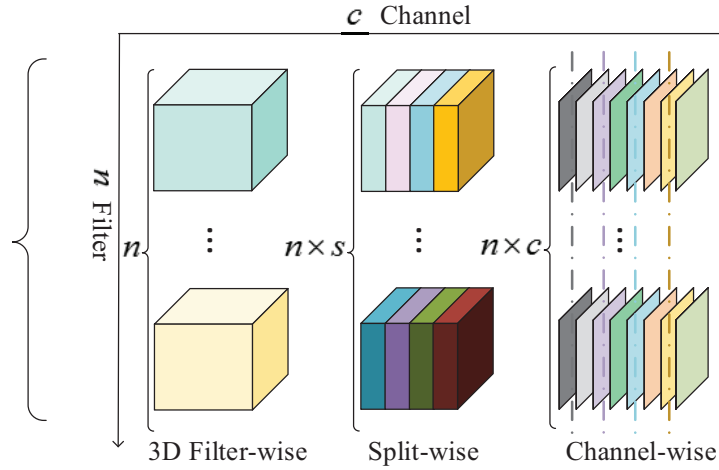 c Channel
n Filter
n
n × s
n × c
3D Filter-wise
Split-wise
Channel-wise